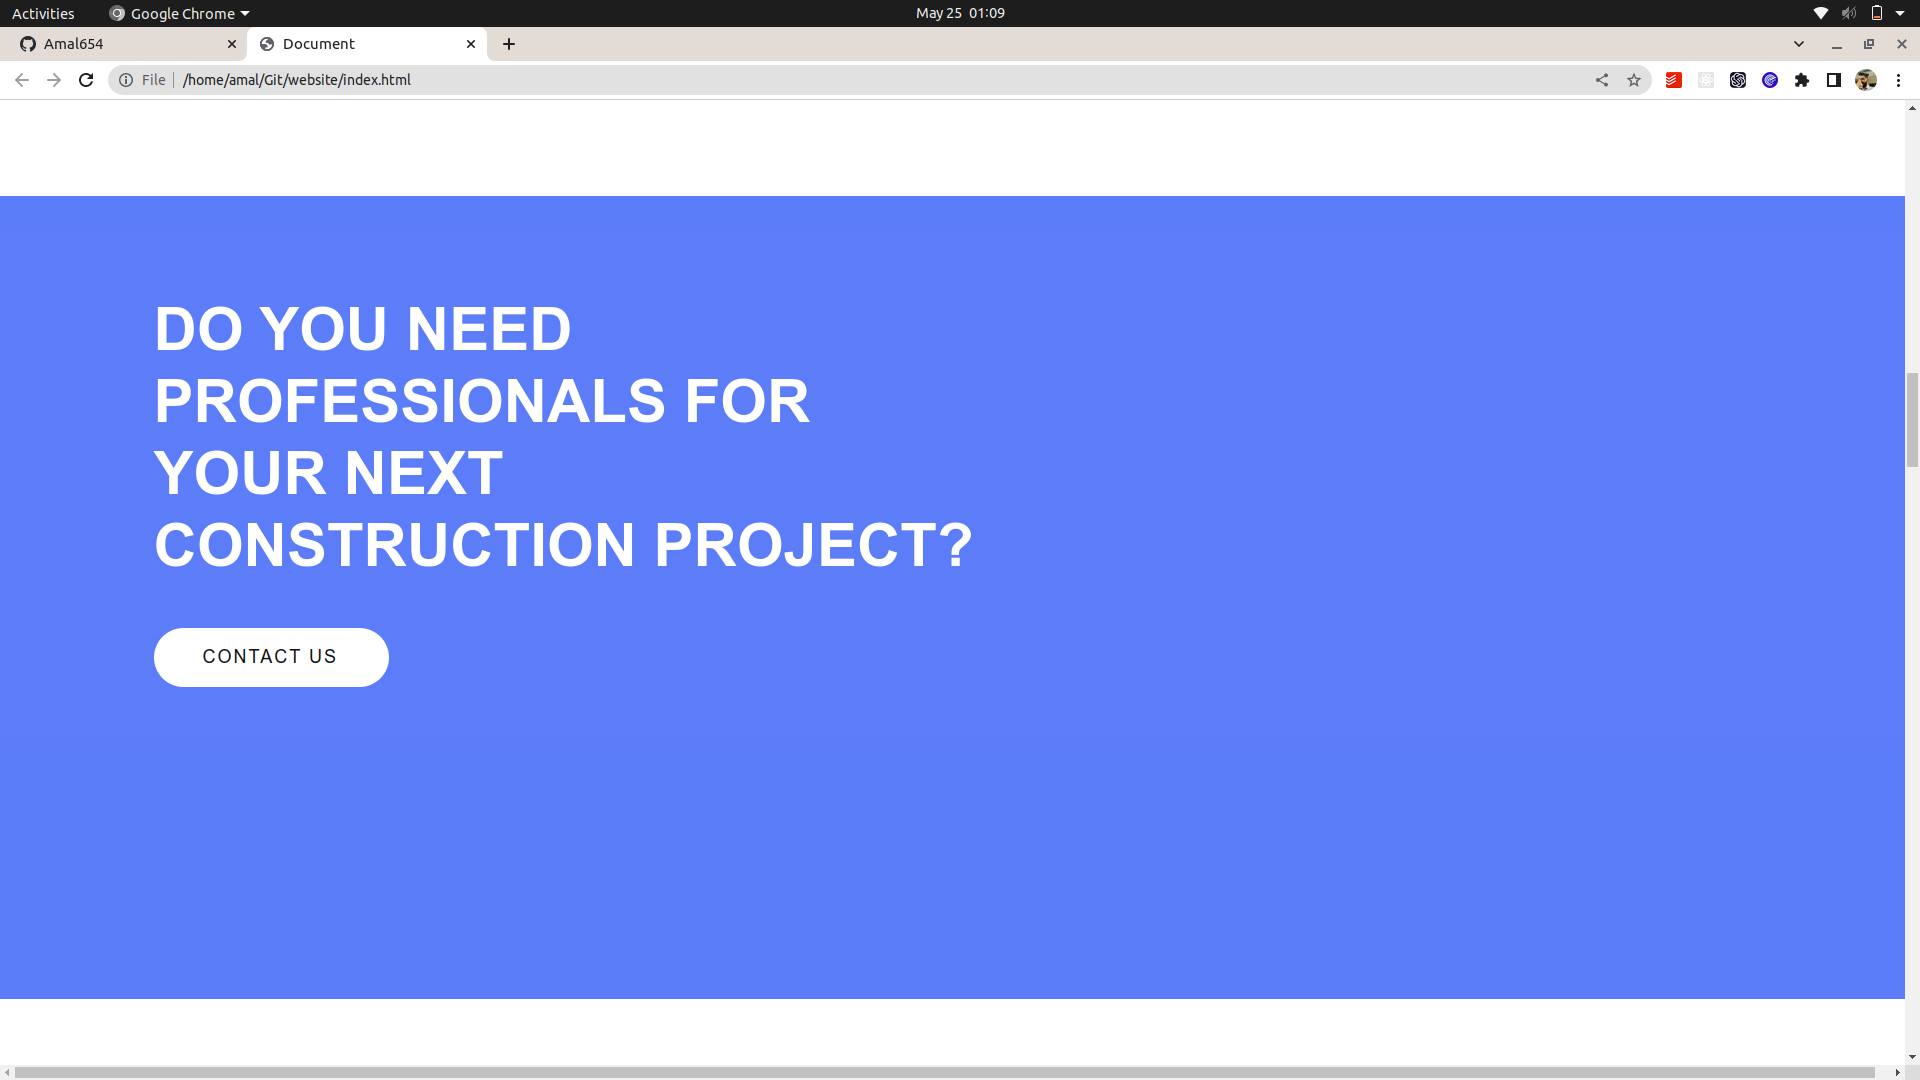 Activities Google Chrome May 25 01:09
Amal654 Document
File /home/amal/Git/website/index.html
DO YOU NEED
PROFESSIONALS FOR
YOUR NEXT
CONSTRUCTION PROJECT?
CONTACT US